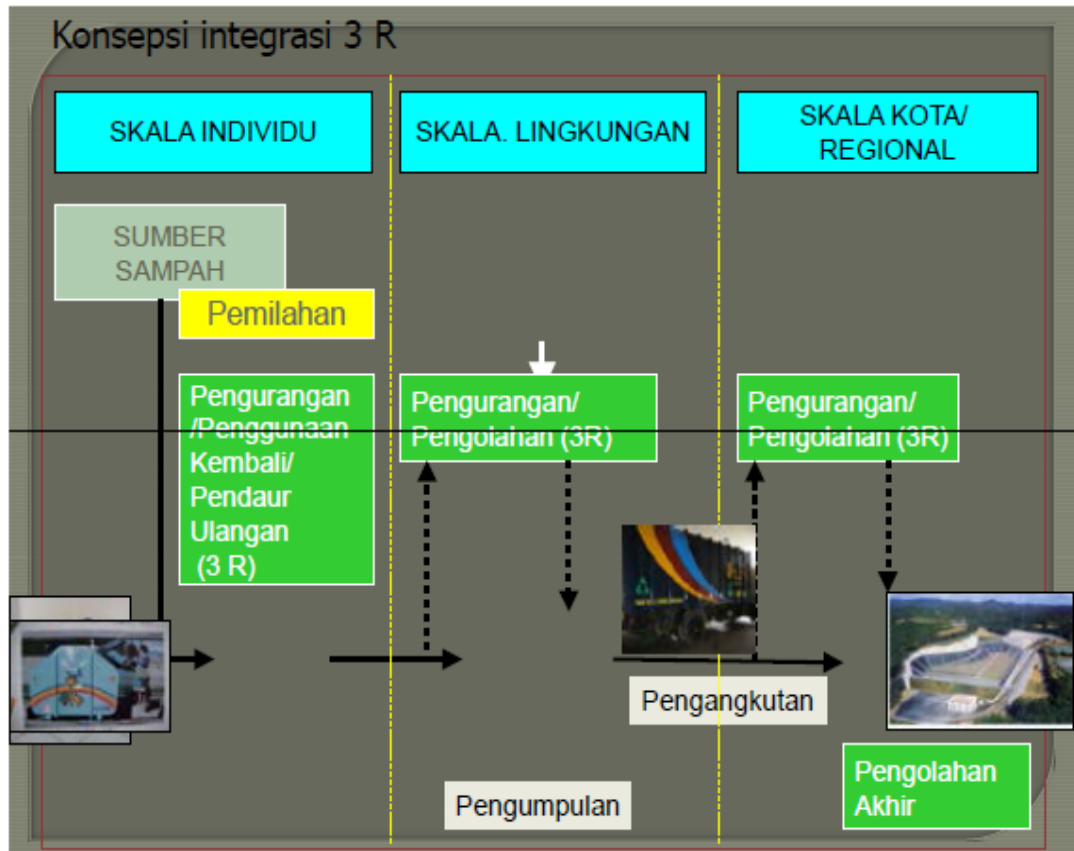 Konsepsi integrasi 3 R
SKALA INDIVIDU
SKALA. LINGKUNGAN
SKALA KOTA/
REGIONAL
SUMBER
SAMPAH
Pemilahan
Pengurangan
/Penggunaan
Kembali/
Pendaur
Ulangan
(3 R)
Pengurangan/
Pengolahan (3R)
Pengurangan/
Pengolahan (3R)
Pengangkutan
Pengumpulan
Pengolahan
Akhir